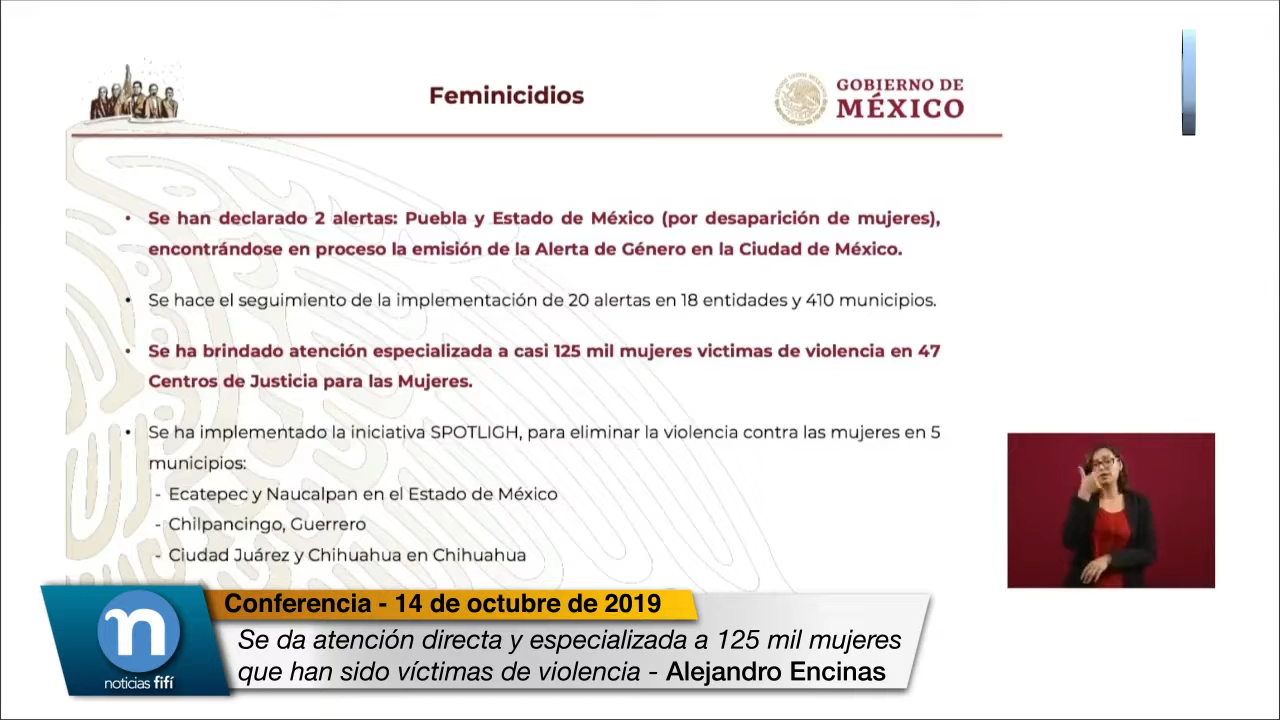 Feminicidios
GOBIERNO DE
MÉXICO
• Se han declarado 2 alertas: Puebla y Estado de México (por desaparición de mujeres),
encontrándose en proceso la emisión de la Alerta de Género en la Ciudad de México.
• Se hace el seguimiento de la implementación de 20 alertas en 18 entidades y 410 municipios.
• Se ha brindado atención especializada a casi 125 mil mujeres victimas de violencia en 47
Centros de Justicia para las Mujeres.
• Se ha implementado la iniciativa SPOTLIGH, para eliminar la violencia contra las mujeres en 5
municipios:
- Ecatepec y Naucalpan en el Estado de México
- Chilpancingo, Guerrero
- Ciudad Juárez y Chihuahua en Chihuahua
Conferencia - 14 de octubre de 2019
Se da atención directa y especializada a 125 mil mujeres
que han sido víctimas de violencia - Alejandro Encinas
n
noticias fifí